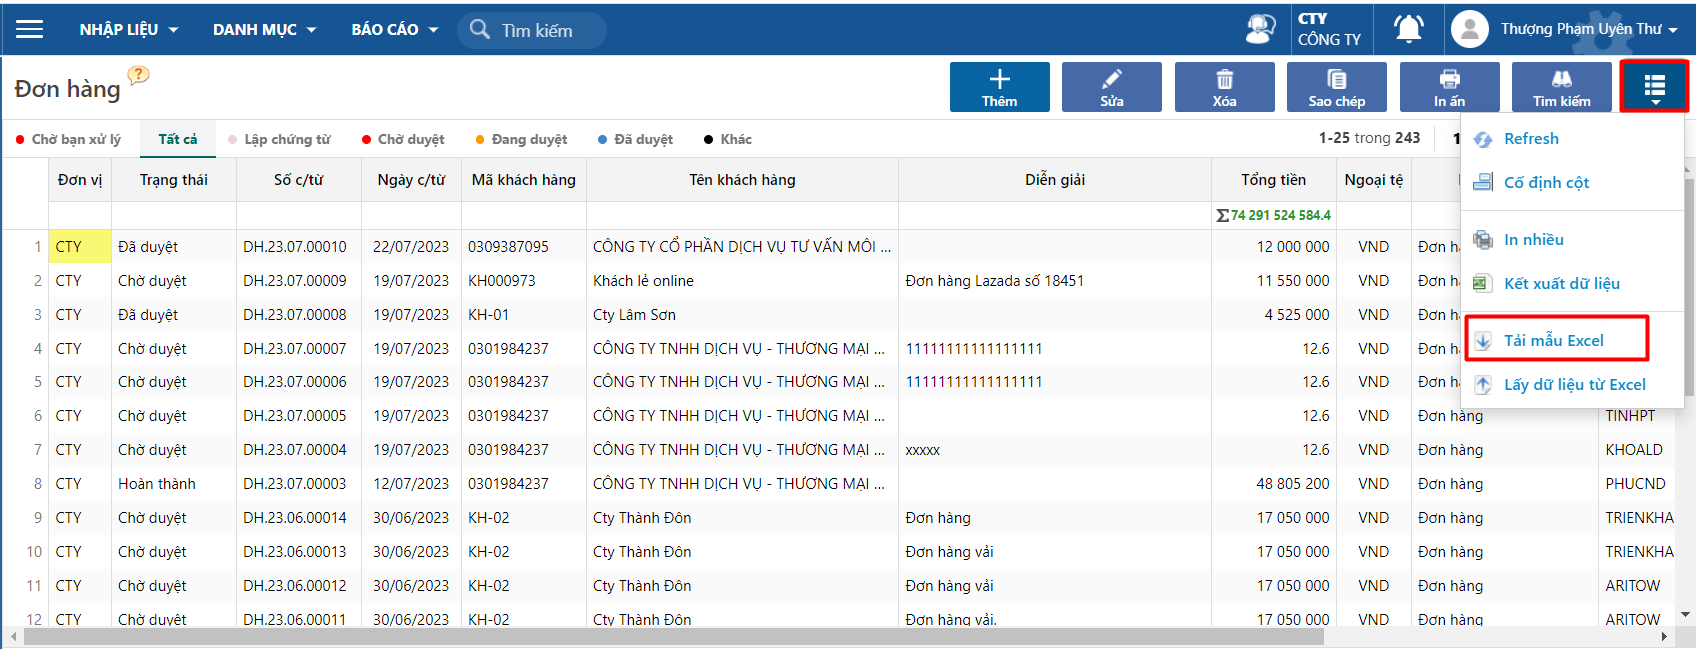 NHẬP LIỆU DANH MỤC BÁO CÁO Tìm kiếm CTY Thượng Phạm Uyên Thư
CÔNG TY
Đơn hàng ?
Thêm Sửa Xóa Sao chép In ấn Tìm kiếm
Chờ bạn xử lý Tất cả Lập chứng từ Chờ duyệt Đang duyệt Đã duyệt Khác 1-25 trong 243 1
Refresh
Cố định cột
In nhiều
Kết xuất dữ liệu
Tải mẫu Excel
Lấy dữ liệu từ Excel
Đơn vị Trạng thái Số c/từ Ngày c/từ Mã khách hàng Tên khách hàng Diễn giải Tổng tiền Ngoại tệ
Σ74 291 524 584.4
1 CTY Đã duyệt DH.23.07.00010 22/07/2023 0309387095 CÔNG TY CỔ PHẦN DỊCH VỤ TƯ VẤN MÔI ... 12 000 000 VND Đơn h
2 CTY Chờ duyệt DH.23.07.00009 19/07/2023 KH000973 Khách lẻ online Đơn hàng Lazada số 18451 11 550 000 VND Đơn h
3 CTY Đã duyệt DH.23.07.00008 19/07/2023 KH-01 Cty Lâm Sơn 4 525 000 VND Đơn h
4 CTY Chờ duyệt DH.23.07.00007 19/07/2023 0301984237 CÔNG TY TNHH DỊCH VỤ - THƯƠNG MẠI ... 11111111111111111 12.6 VND Đơn h
5 CTY Chờ duyệt DH.23.07.00006 19/07/2023 0301984237 CÔNG TY TNHH DỊCH VỤ - THƯƠNG MẠI ... 11111111111111111 12.6 VND Đơn h
6 CTY Chờ duyệt DH.23.07.00005 19/07/2023 0301984237 CÔNG TY TNHH DỊCH VỤ - THƯƠNG MẠI ... 12.6 VND Đơn hàng TINHPT
7 CTY Chờ duyệt DH.23.07.00004 19/07/2023 0301984237 CÔNG TY TNHH DỊCH VỤ - THƯƠNG MẠI ... xxxxx 12.6 VND Đơn hàng KHOALD
8 CTY Hoàn thành DH.23.07.00003 12/07/2023 0301984237 CÔNG TY TNHH DỊCH VỤ - THƯƠNG MẠI ... 48 805 200 VND Đơn hàng PHUCND
9 CTY Chờ duyệt DH.23.06.00014 30/06/2023 KH-02 Cty Thành Đôn Đơn hàng 17 050 000 VND Đơn hàng TRIENKHA
10 CTY Chờ duyệt DH.23.06.00013 30/06/2023 KH-02 Cty Thành Đôn Đơn hàng vải 17 050 000 VND Đơn hàng TRIENKHA
11 CTY Chờ duyệt DH.23.06.00012 30/06/2023 KH-02 Cty Thành Đôn Đơn hàng vải 17 050 000 VND Đơn hàng ARITOW
12 CTY Chờ duyệt DH.23.06.00011 30/06/2023 KH-02 Cty Thành Đôn Đơn hàng vải. 17 050 000 VND Đơn hàng ARITOW